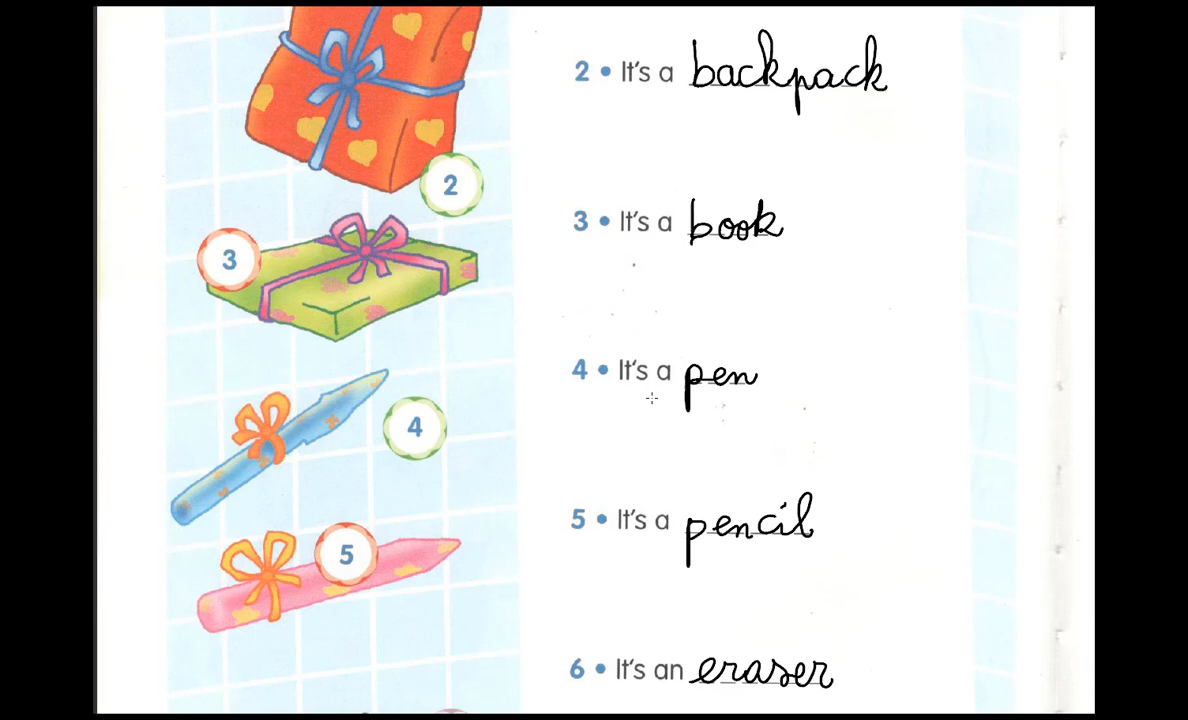 2 • It's a backpack
2
3 • It's a book
3
4 • It's a pen
4
5 • It's a pencil
5
6 • It's an eraser